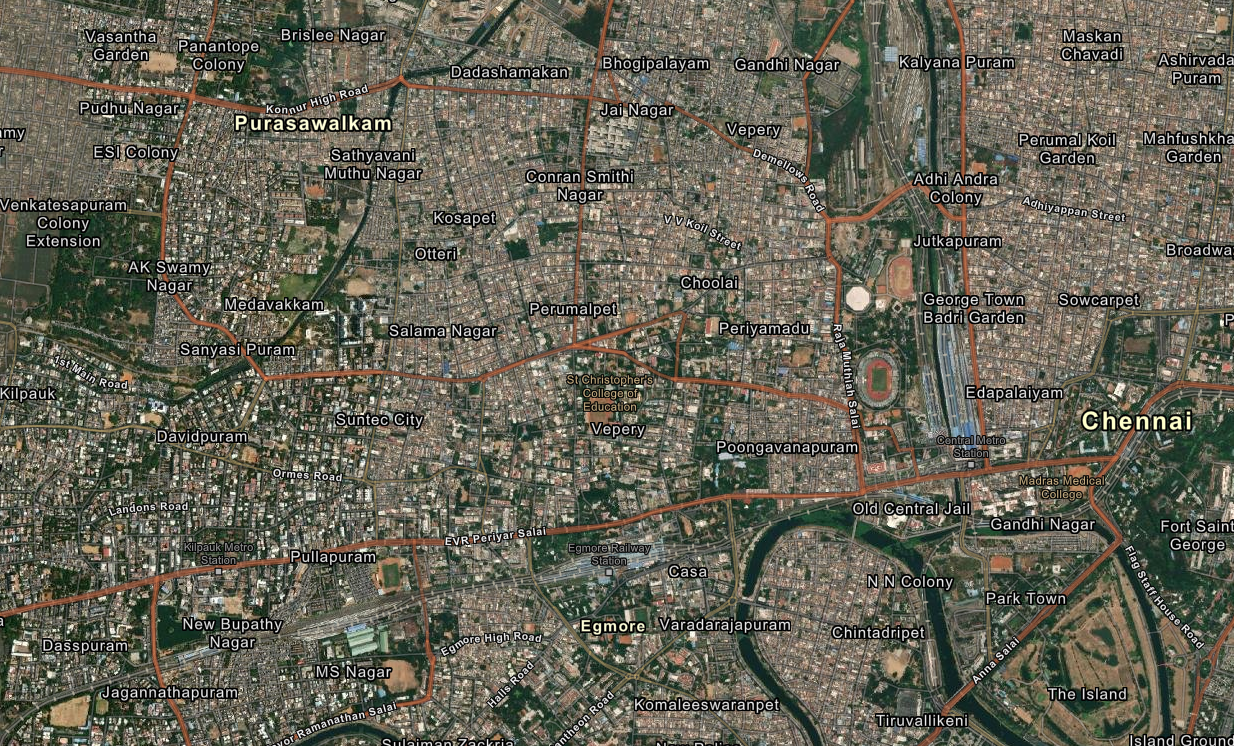 Vasantha
Garden
Panantope
Colony
Brislee Nagar
Maskan
Chavadi
Dadashamakan
Bhogipalayam
Gandhi Nagar
Kalyana Puram
Ashirvada
Puram
Pudhu Nagar
Konnur High Road
Jai Nagar
Purasawalkam
Vepery
ESI Colony
Sathyavani
Muthu Nagar
Demellows Road
Perumal Koil
Garden
Mahfushkha
Garden
Conran Smithi
Nagar
Adhi Andra
Colony
Venkatesapuram
Colony
Extension
Kosapet
V V Koil Street
Adhiyappan Street
Otteri
Jutkapuram
Broadwa
AK Swamy
Nagar
Choolai
Medavakkam
Perumalpet
George Town
Badri Garden
Sowcarpet
Salama Nagar
Periyamadu
Sanyasi Puram
Raja Muthiah Salai
1st Main Road
St Christopher's
College of
Education
Kilpauk
Edapalaiyam
Suntec City
Chennai
Davidpuram
Vepery
Poongavanapuram
Central Metro
Station
Ormes Road
Madras Medical
College
Landons Road
Old Central Jail
Gandhi Nagar
Fort Saint
George
EVR Periyar Salai
Kilpauk Metro
Station
Pullapuram
Egmore Railway
Station
Casa
N N Colony
Flag Staff House Road
Park Town
New Bupathy
Nagar
Egmore
Varadarajapuram
Chintadripet
Dasspuram
Egmore High Road
MS Nagar
Halls Road
Anna Salai
Jagannathapuram
The Island
Komaleeswaranpet
Tiruvallikeni
Ramanathan Salai
Sulaiman Zackria
Island Ground